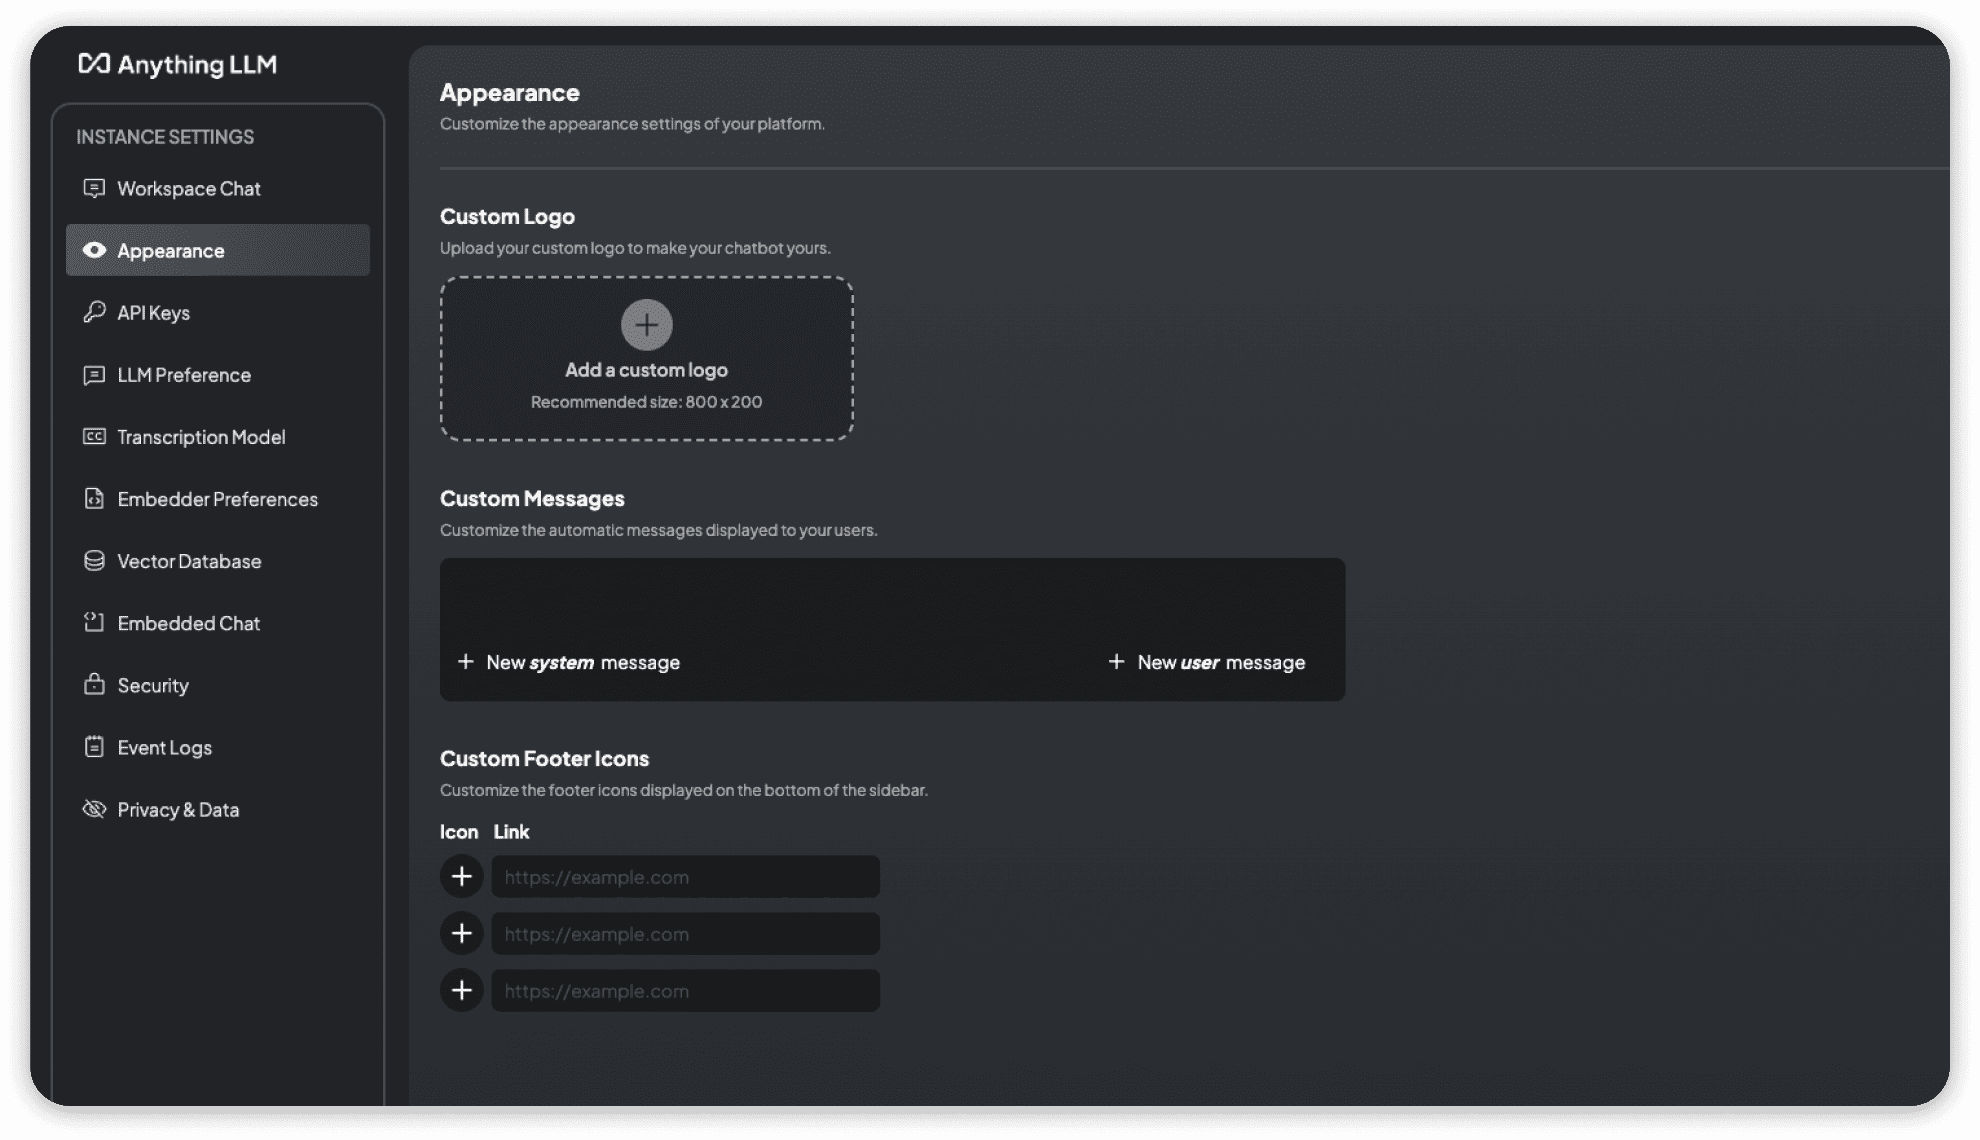 Anything LLM
INSTANCE SETTINGS
Workspace Chat
Appearance
API Keys
LLM Preference
CC Transcription Model
Embedder Preferences
Vector Database
Embedded Chat
Security
Event Logs
Privacy & Data
Appearance
Customize the appearance settings of your platform.
Custom Logo
Upload your custom logo to make your chatbot yours.
Add a custom logo
Recommended size: 800 x 200
Custom Messages
Customize the automatic messages displayed to your users.
+ New system message
+ New user message
Custom Footer Icons
Customize the footer icons displayed on the bottom of the sidebar.
Icon Link
https://example.com
https://example.com
https://example.com